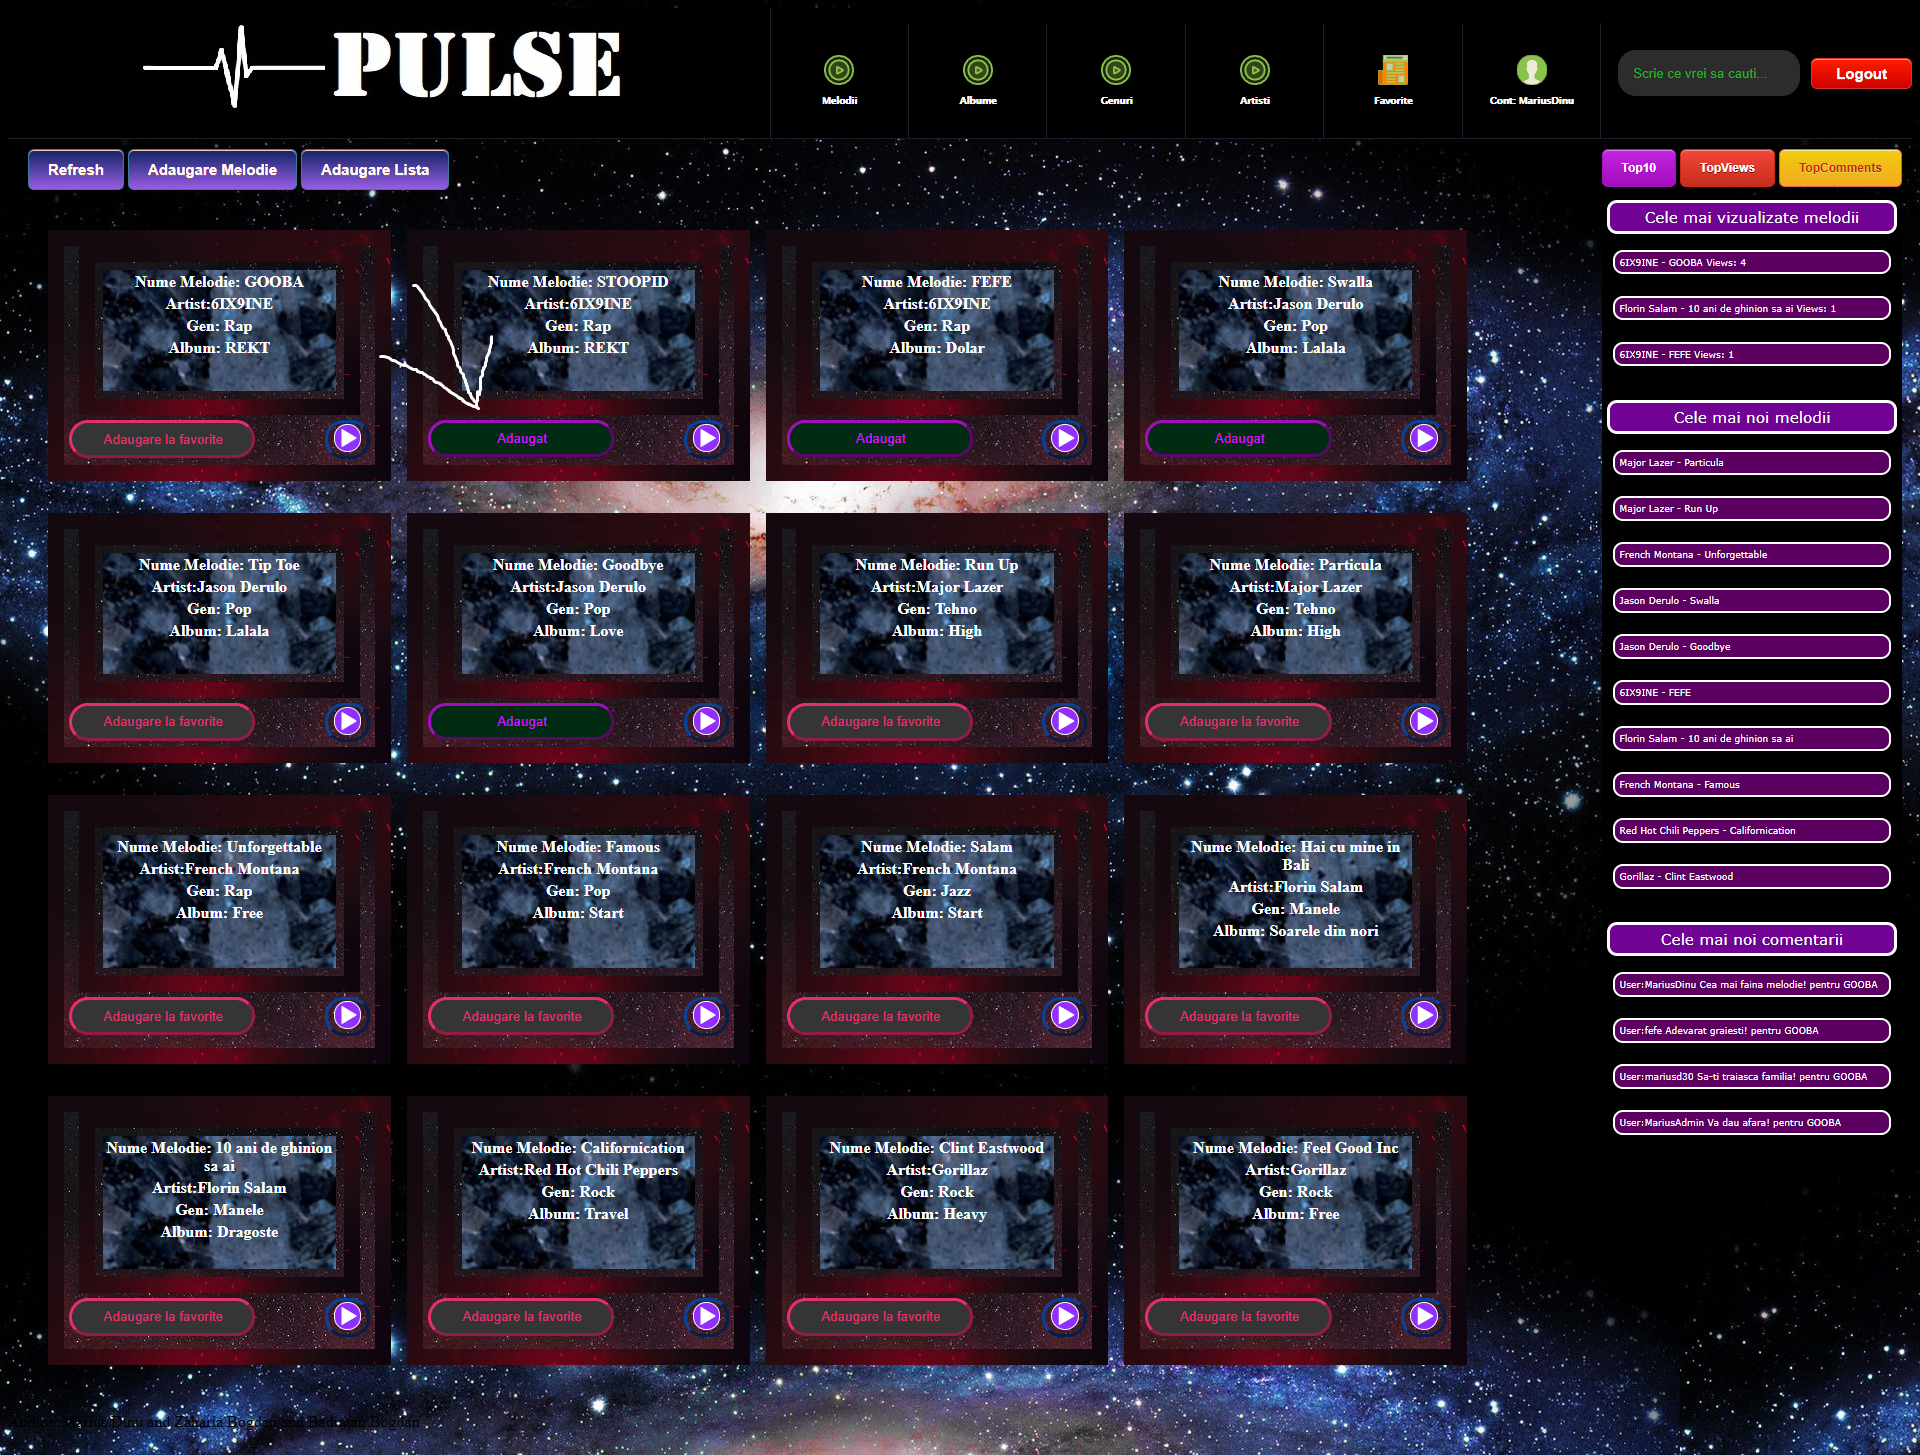 PULSE
Melodii
Albume
Genuri
Artisti
Favorite
Cont: MariusDinu
Scrie ce vrei sa cauti...
Logout
Refresh
Adaugare Melodie
Adaugare Lista
Top10
TopViews
TopComments
Nume Melodie: GOOBA
Artist:6IX9INE
Gen: Rap
Album: REKT
Adaugare la favorite
Nume Melodie: STOOPID
Artist:6IX9INE
Gen: Rap
Album: REKT
Adaugat
Nume Melodie: FEFE
Artist:6IX9INE
Gen: Rap
Album: Dolar
Adaugat
Nume Melodie: Swalla
Artist:Jason Derulo
Gen: Pop
Album: Lalala
Adaugat
Nume Melodie: Tip Toe
Artist:Jason Derulo
Gen: Pop
Album: Lalala
Adaugare la favorite
Nume Melodie: Goodbye
Artist:Jason Derulo
Gen: Pop
Album: Love
Adaugat
Nume Melodie: Run Up
Artist:Major Lazer
Gen: Tehno
Album: High
Adaugare la favorite
Nume Melodie: Particula
Artist:Major Lazer
Gen: Tehno
Album: High
Adaugare la favorite
Nume Melodie: Unforgettable
Artist:French Montana
Gen: Rap
Album: Free
Adaugare la favorite
Nume Melodie: Famous
Artist:French Montana
Gen: Pop
Album: Start
Adaugare la favorite
Nume Melodie: Salam
Artist:French Montana
Gen: Jazz
Album: Start
Adaugare la favorite
Nume Melodie: Hai cu mine in
Bali
Artist:Florin Salam
Gen: Manele
Album: Soarele din nori
Adaugare la favorite
Nume Melodie: 10 ani de ghinion
sa ai
Artist:Florin Salam
Gen: Manele
Album: Dragoste
Adaugare la favorite
Nume Melodie: Californication
Artist:Red Hot Chili Peppers
Gen: Rock
Album: Travel
Adaugare la favorite
Nume Melodie: Clint Eastwood
Artist:Gorillaz
Gen: Rock
Album: Heavy
Adaugare la favorite
Nume Melodie: Feel Good Inc
Artist:Gorillaz
Gen: Rock
Album: Free
Adaugare la favorite
Cele mai vizualizate melodii
6IX9INE - GOOBA Views: 4
Florin Salam - 10 ani de ghinion sa ai Views: 1
6IX9INE - FEFE Views: 1
Cele mai noi melodii
Major Lazer - Particula
Major Lazer - Run Up
French Montana - Unforgettable
Jason Derulo - Swalla
Jason Derulo - Goodbye
6IX9INE - FEFE
Florin Salam - 10 ani de ghinion sa ai
French Montana - Famous
Red Hot Chili Peppers - Californication
Gorillaz - Clint Eastwood
Cele mai noi comentarii
User:MariusDinu Cea mai faina melodie! pentru GOOBA
User:fefe Adevarat graiesti! pentru GOOBA
User:mariusd30 Sa-ti traiasca familia! pentru GOOBA
User:MariusAdmin Va dau afara! pentru GOOBA
Dinu and Zaharia Bogdan and Bogdan